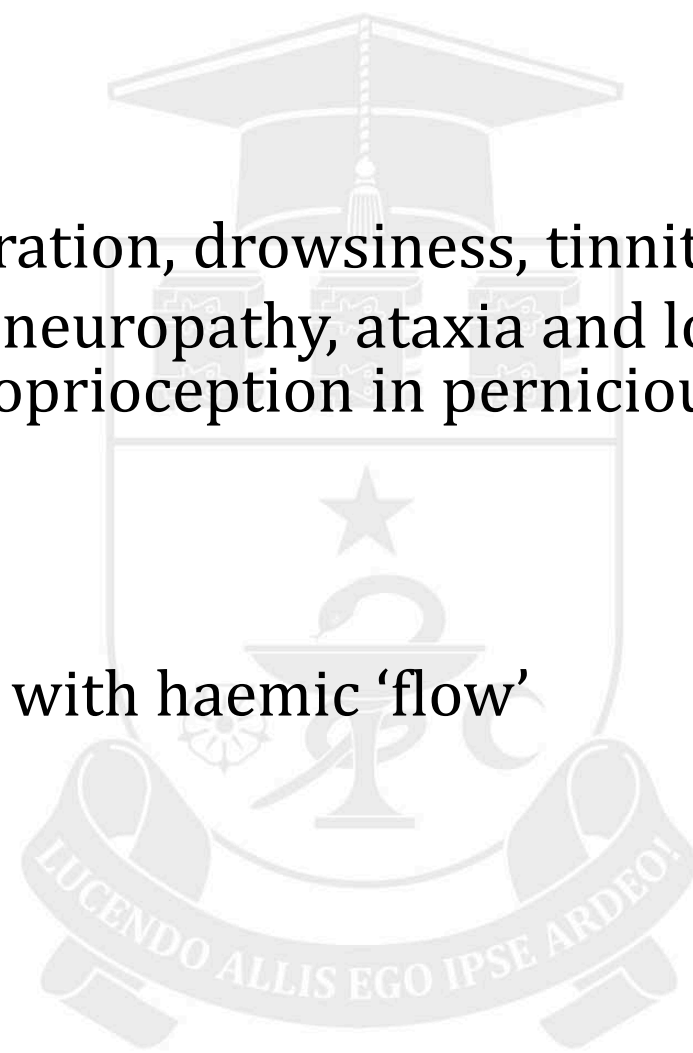 ration, drowsiness, tinnit
neuropathy, ataxia and lo
oprioception in perniciou
with haemic ‘flow’
LUCENDO ALLIS EGO IPSE ARDEO!